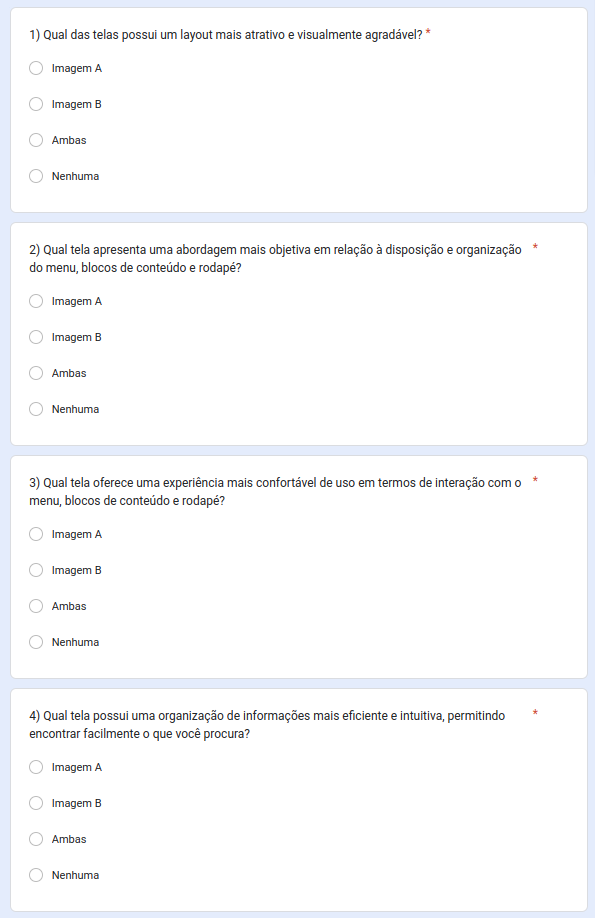 1) Qual das telas possui um layout mais atrativo e visualmente agradável? *
Imagem A
Imagem B
Ambas
Nenhuma
2) Qual tela apresenta uma abordagem mais objetiva em relação à disposição e organização *
do menu, blocos de conteúdo e rodapé?
Imagem A
Imagem B
Ambas
Nenhuma
3) Qual tela oferece uma experiência mais confortável de uso em termos de interação com o *
menu, blocos de conteúdo e rodapé?
Imagem A
Imagem B
Ambas
Nenhuma
4) Qual tela possui uma organização de informações mais eficiente e intuitiva, permitindo *
encontrar facilmente o que você procura?
Imagem A
Imagem B
Ambas
Nenhuma